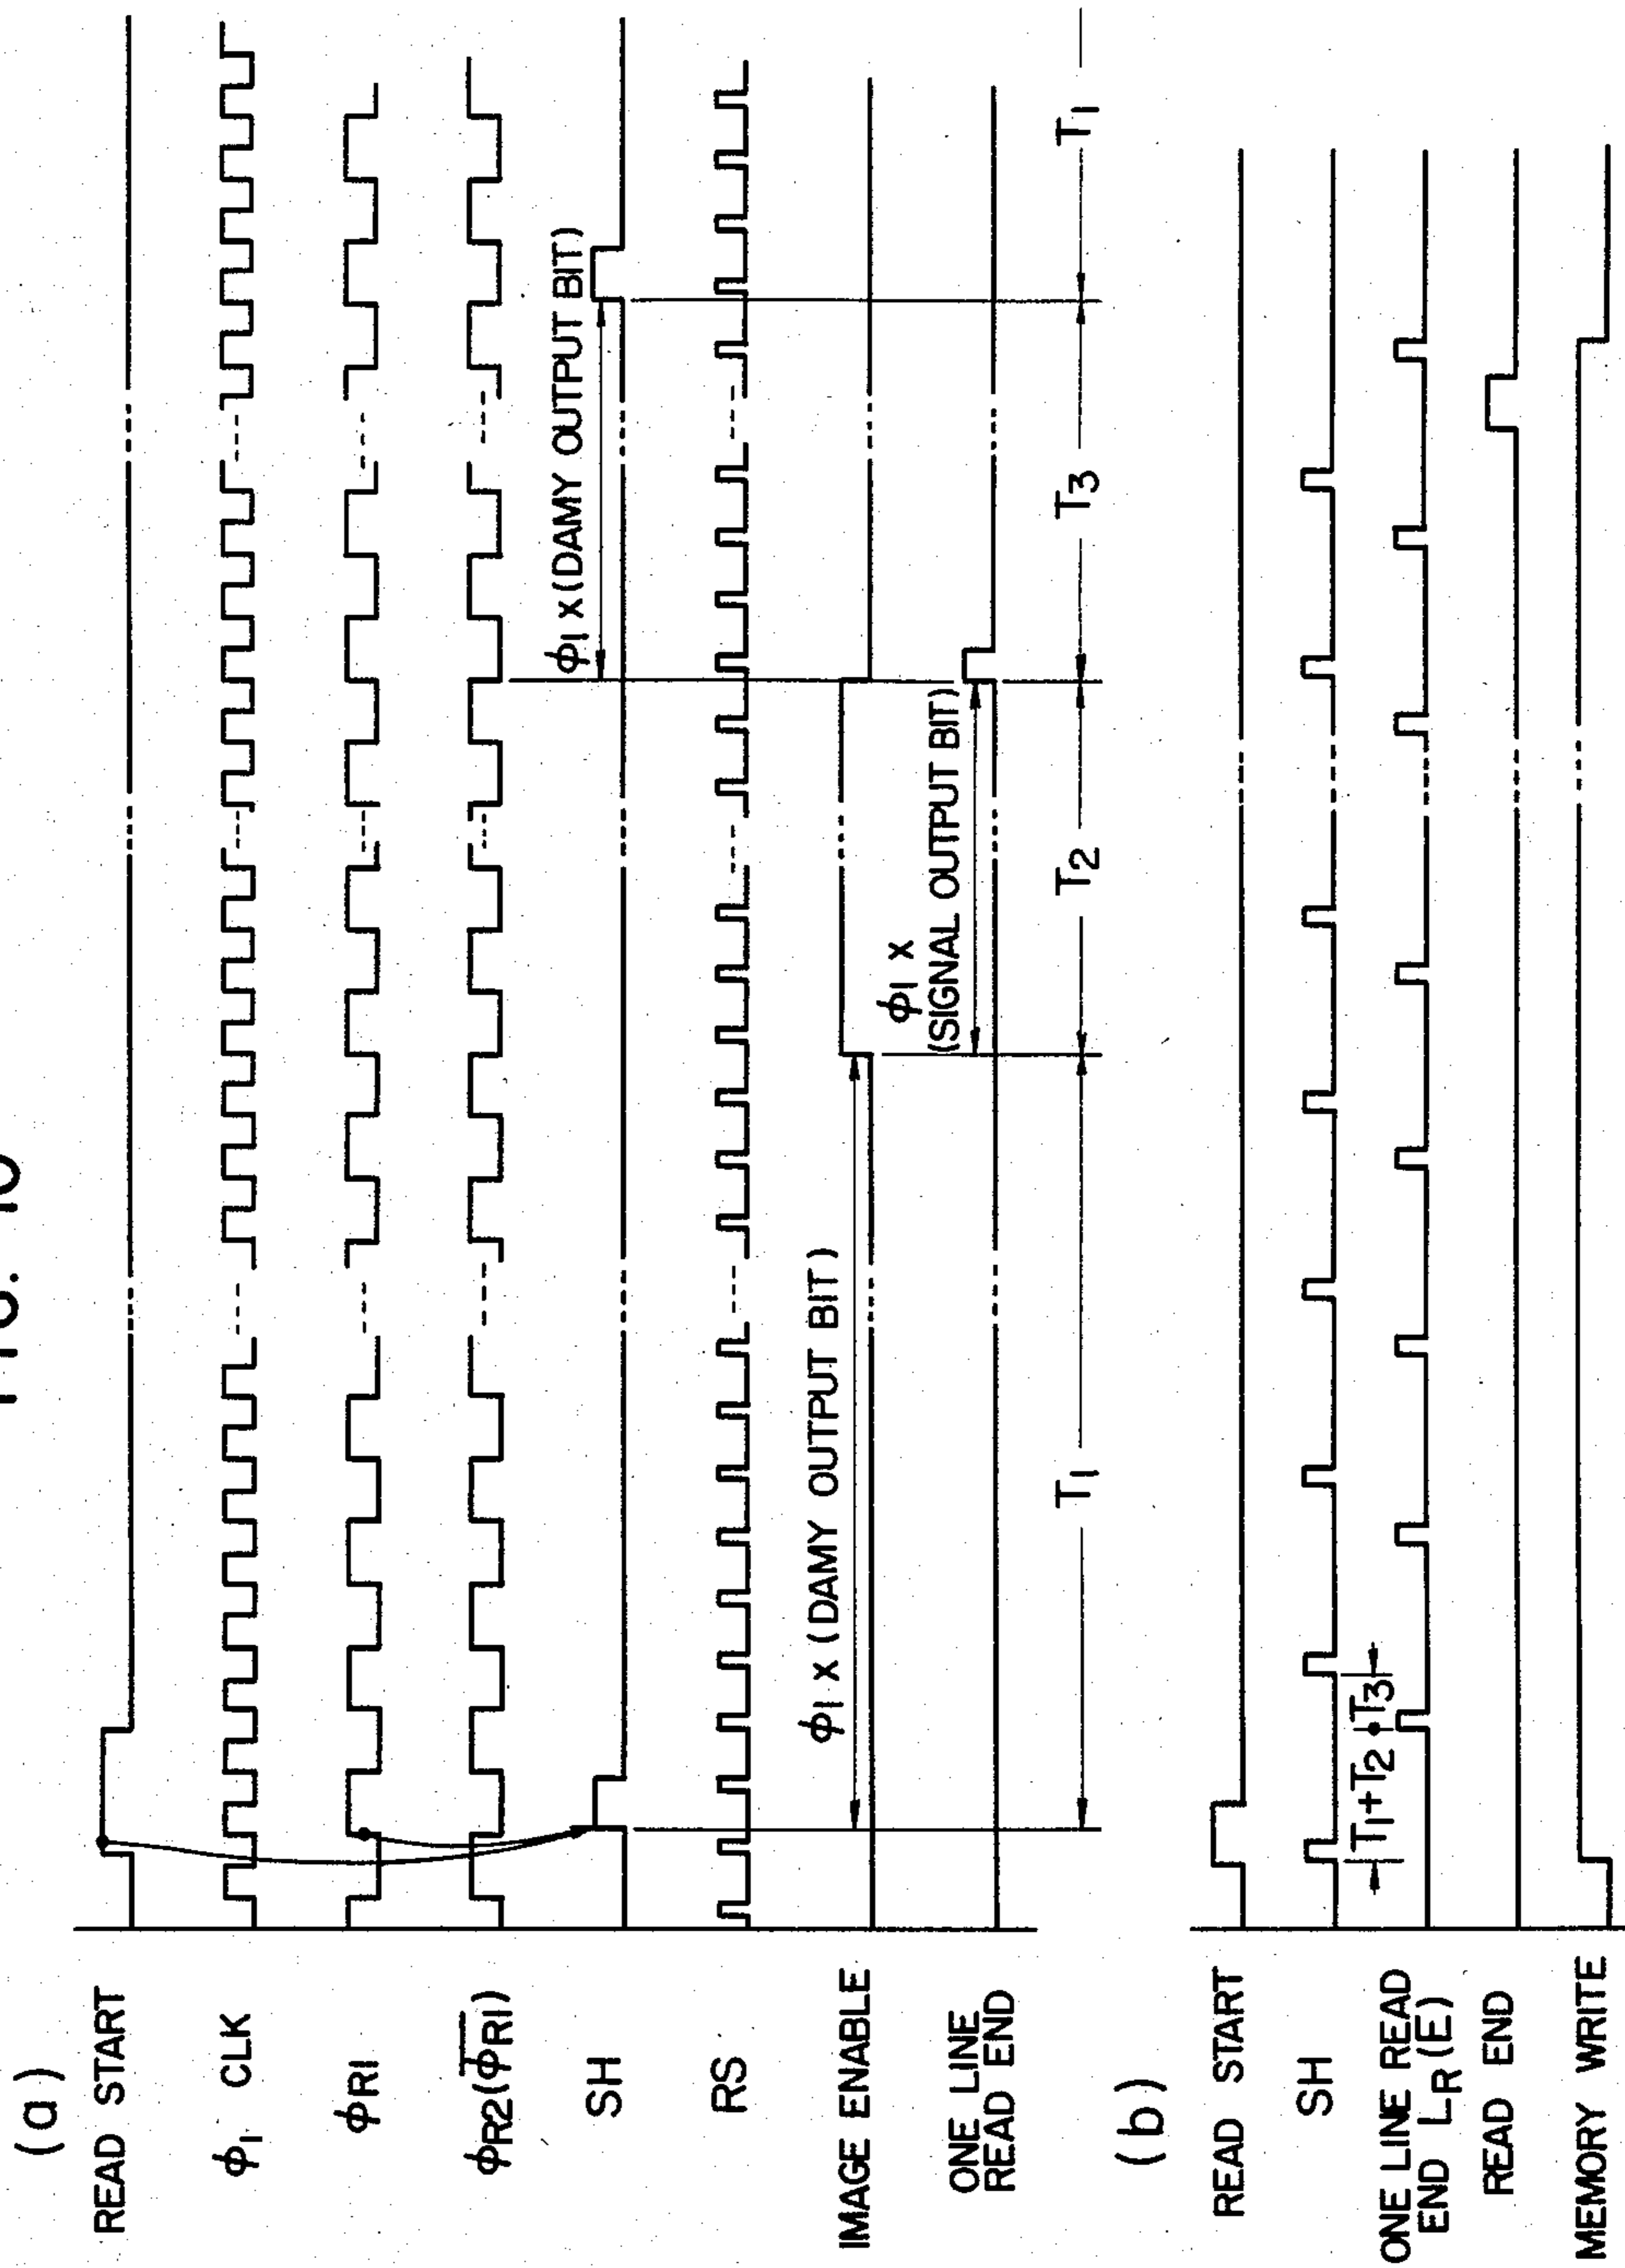 (a)
READ START
φ1 CLK
φR1
φR2(φR1)
SH
RS
IMAGE ENABLE
ONE LINE
READ END
φ1 x (DAMY OUTPUT BIT)
φ1 x
(SIGNAL OUTPUT BIT)
φ1 x (DAMY OUTPUT BIT)
T1
T2
T3
T1
(b)
READ START
SH
T1+T2
T3
ONE LINE READ
END LR(E)
READ END
MEMORY WRITE